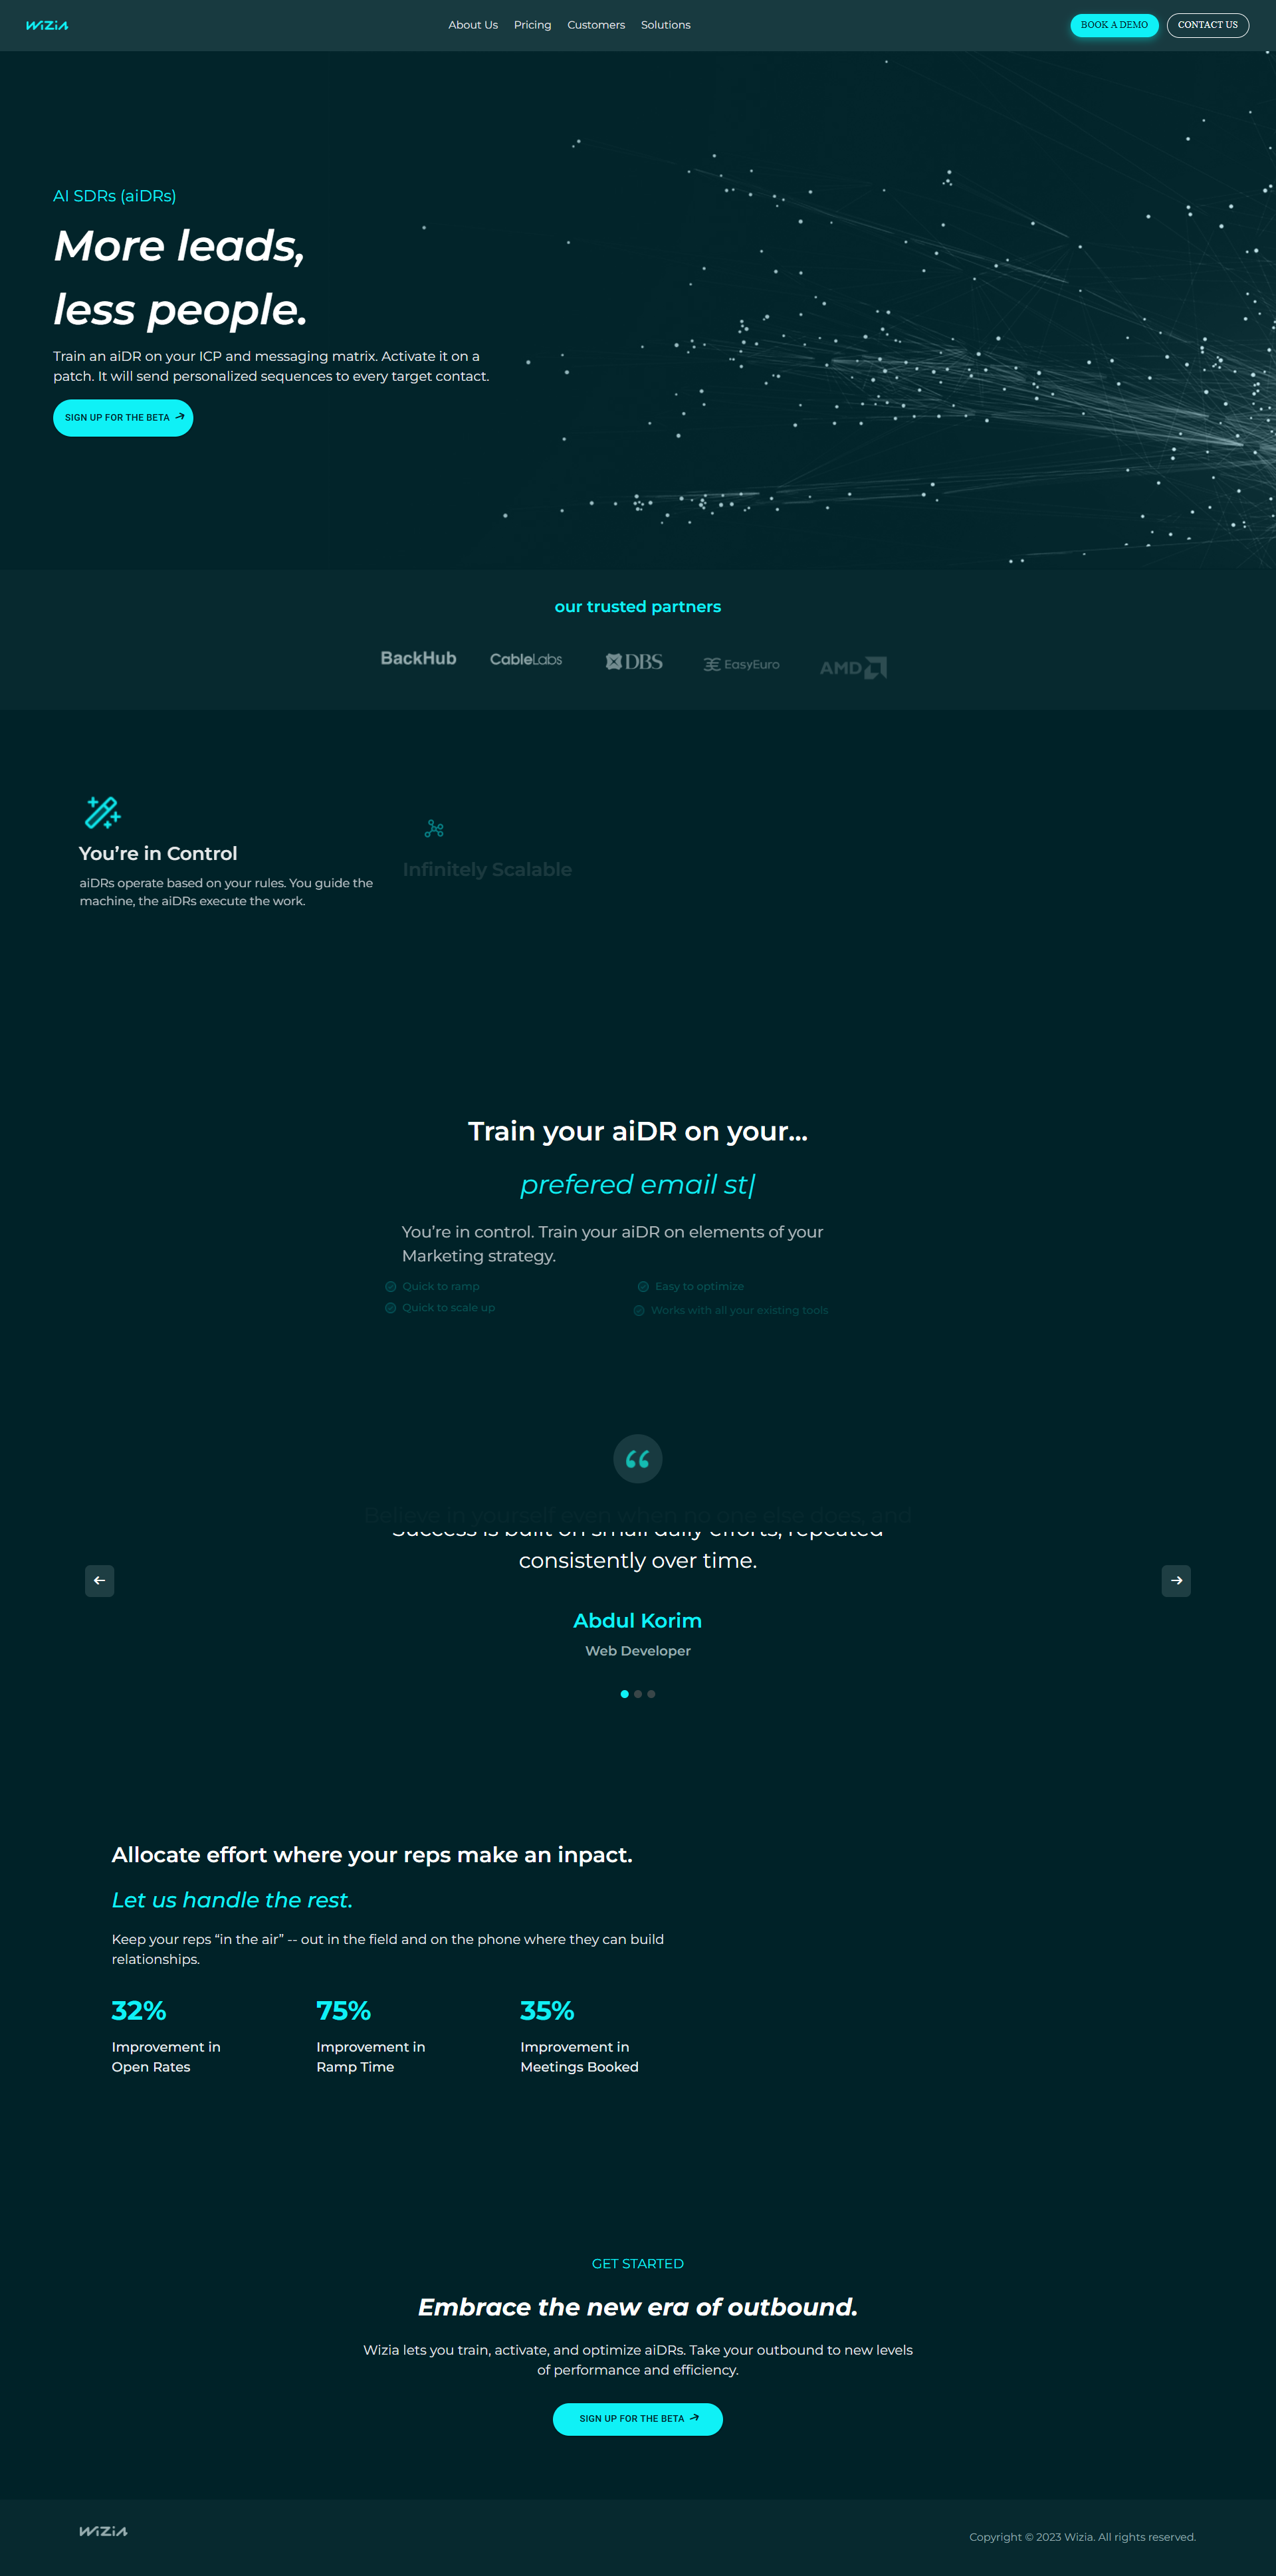 WiZiA
About Us Pricing Customers Solutions
BOOK A DEMO CONTACT US
AI SDRs (aiDRs)
More leads,
less people.
Train an aiDR on your ICP and messaging matrix. Activate it on a
patch. It will send personalized sequences to every target contact.
SIGN UP FOR THE BETA
our trusted partners
BackHub CableLabs DBS EasyEuro AMD
You’re in Control
aiDRs operate based on your rules. You guide the
machine, the aiDRs execute the work.
Infinitely Scalable
Train your aiDR on your...
prefered email st|
You’re in control. Train your aiDR on elements of your
Marketing strategy.
Quick to ramp Easy to optimize
Quick to scale up Works with all your existing tools
Believe in yourself even when no one else does, and
Success is built on small daily efforts, repeated
consistently over time.
Abdul Korim
Web Developer
Allocate effort where your reps make an inpact.
Let us handle the rest.
Keep your reps “in the air” -- out in the field and on the phone where they can build
relationships.
32% 75% 35%
Improvement in Improvement in Improvement in
Open Rates Ramp Time Meetings Booked
GET STARTED
Embrace the new era of outbound.
Wizia lets you train, activate, and optimize aiDRs. Take your outbound to new levels
of performance and efficiency.
SIGN UP FOR THE BETA
WiZiA
Copyright © 2023 Wizia. All rights reserved.